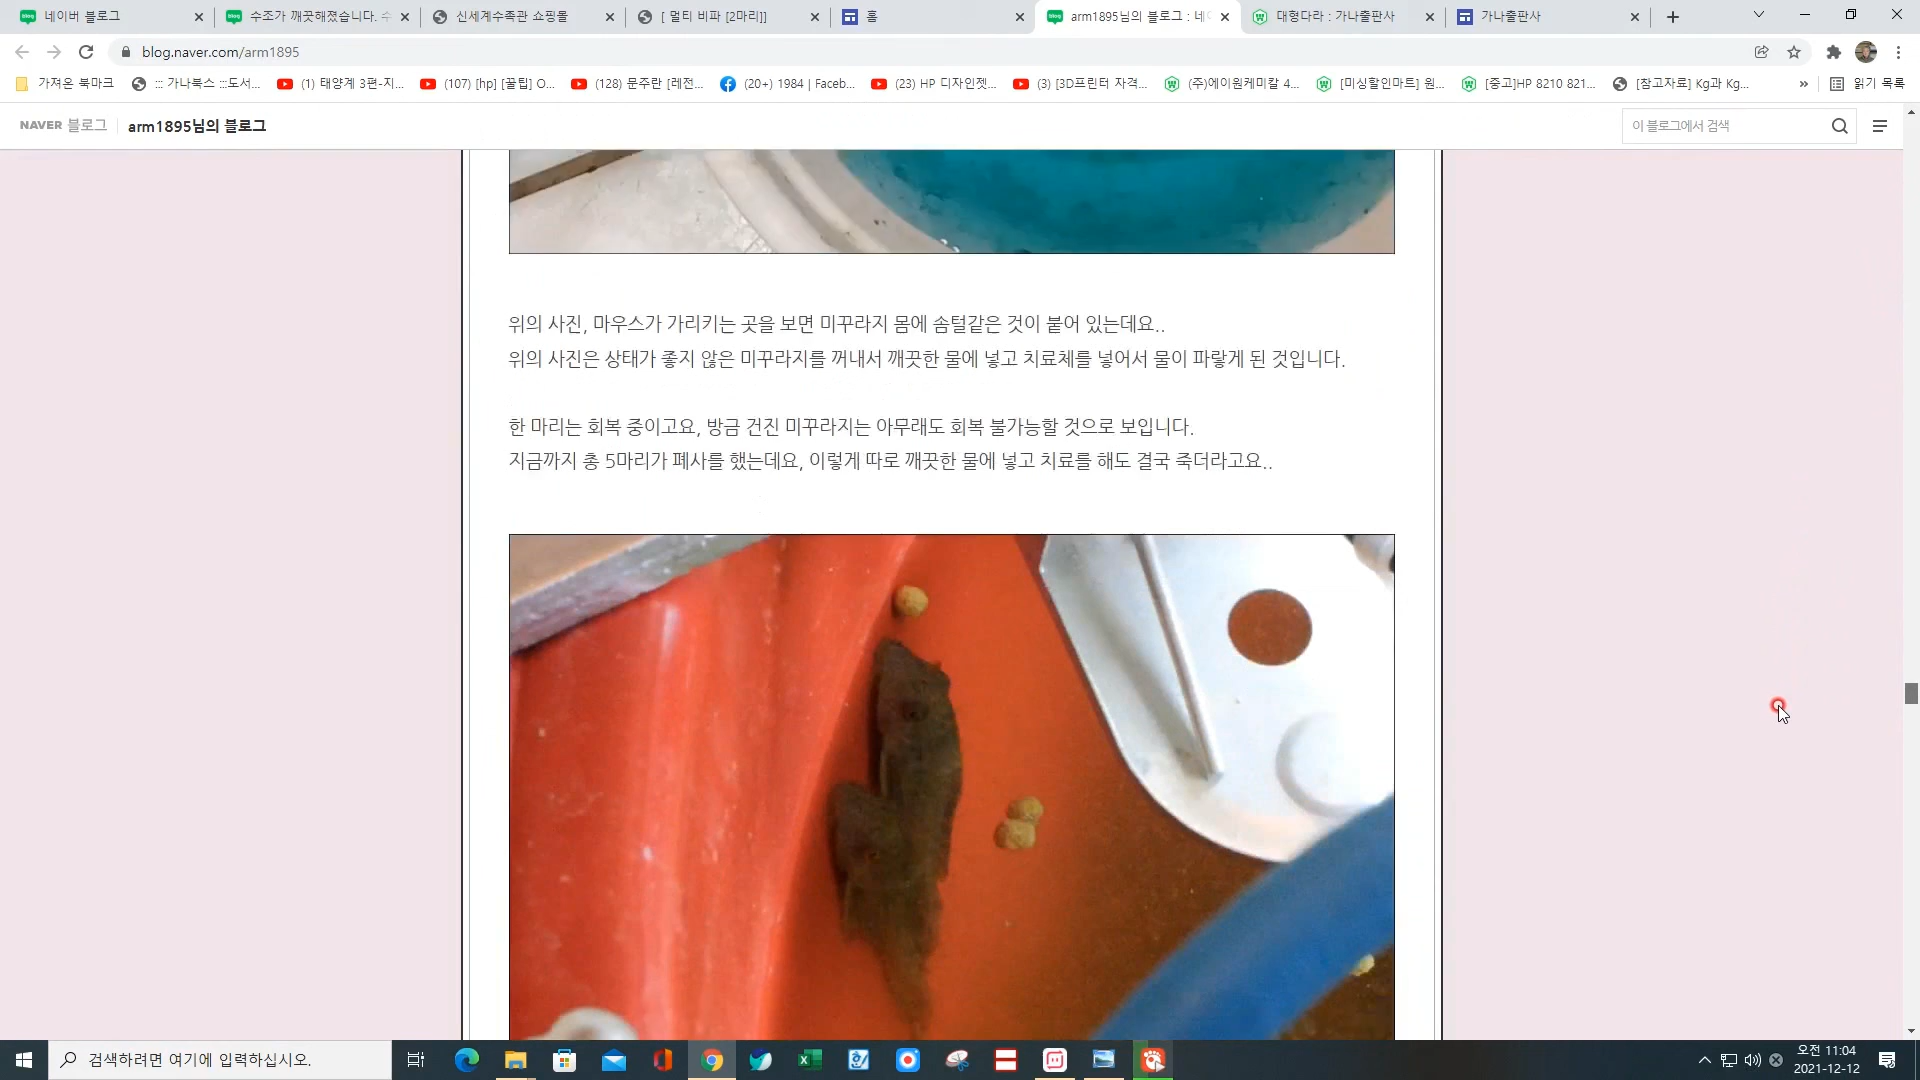 네이버 블로그
수조가 깨끗해졌습니다. 수
신세계수족관 쇼핑몰
[ 멀티 비파 [2마리]]
홈
arm1895님의 블로그 : 네이
대형다라 : 가나출판사
가나출판사
blog.naver.com/arm1895
가져온 북마크
::: 가나북스 :::도서...
(1) 태양계 3편-지...
(107) [hp] [꿀팁] O...
(128) 문주란 [레전...
(20+) 1984 | Faceb...
(23) HP 디자인젯...
(3) [3D프린터 자격...
(주)에이원케미칼 4...
[미싱할인마트] 원...
[중고]HP 8210 821...
[참고자료] Kg과 Kg...
»
읽기 목록
NAVER 블로그
arm1895님의 블로그
이 블로그에서 검색
위의 사진, 마우스가 가리키는 곳을 보면 미꾸라지 몸에 솜털같은 것이 붙어 있는데요..
위의 사진은 상태가 좋지 않은 미꾸라지를 꺼내서 깨끗한 물에 넣고 치료체를 넣어서 물이 파랗게 된 것입니다.
한 마리는 회복 중이고요, 방금 건진 미꾸라지는 아무래도 회복 불가능할 것으로 보입니다.
지금까지 총 5마리가 폐사를 했는데요, 이렇게 따로 깨끗한 물에 넣고 치료를 해도 결국 죽더라고요..
검색하려면 여기에 입력하십시오.
오전 11:04
2021-12-12